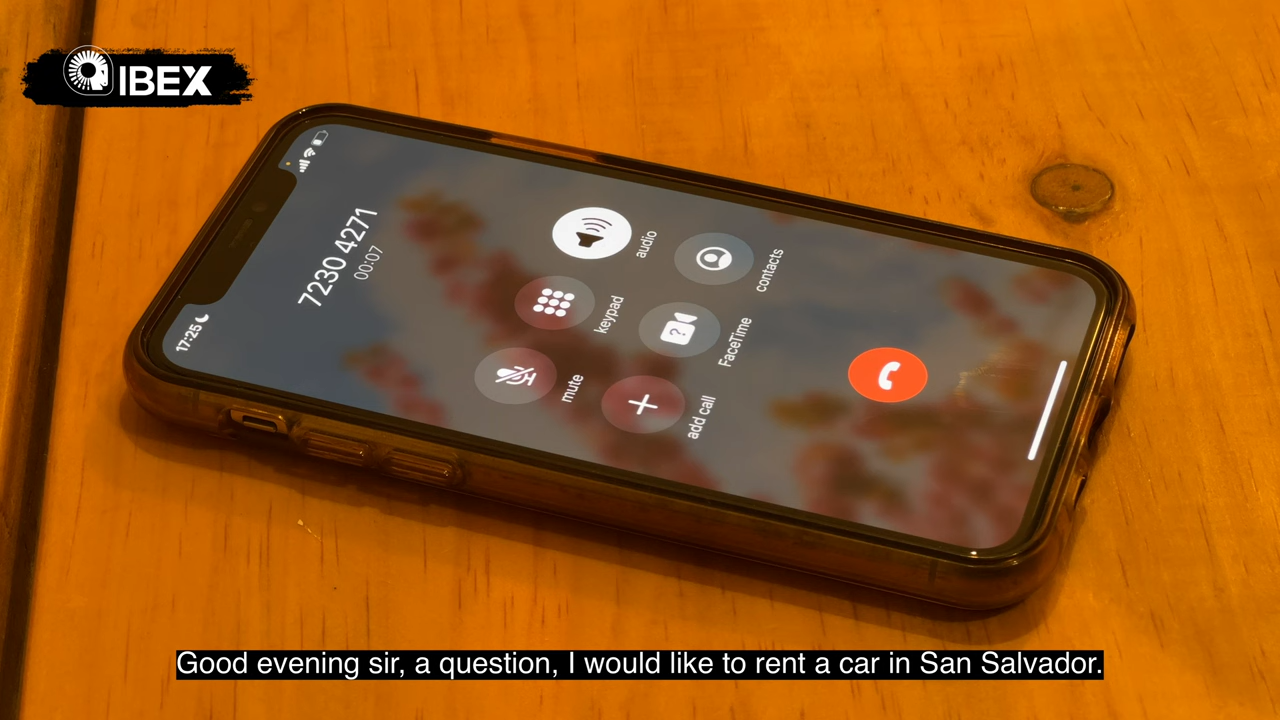 IBEX
17:25
7230 4271
00:07
audio
contacts
keypad
FaceTime
mute
add call
Good evening sir, a question, I would like to rent a car in San Salvador.